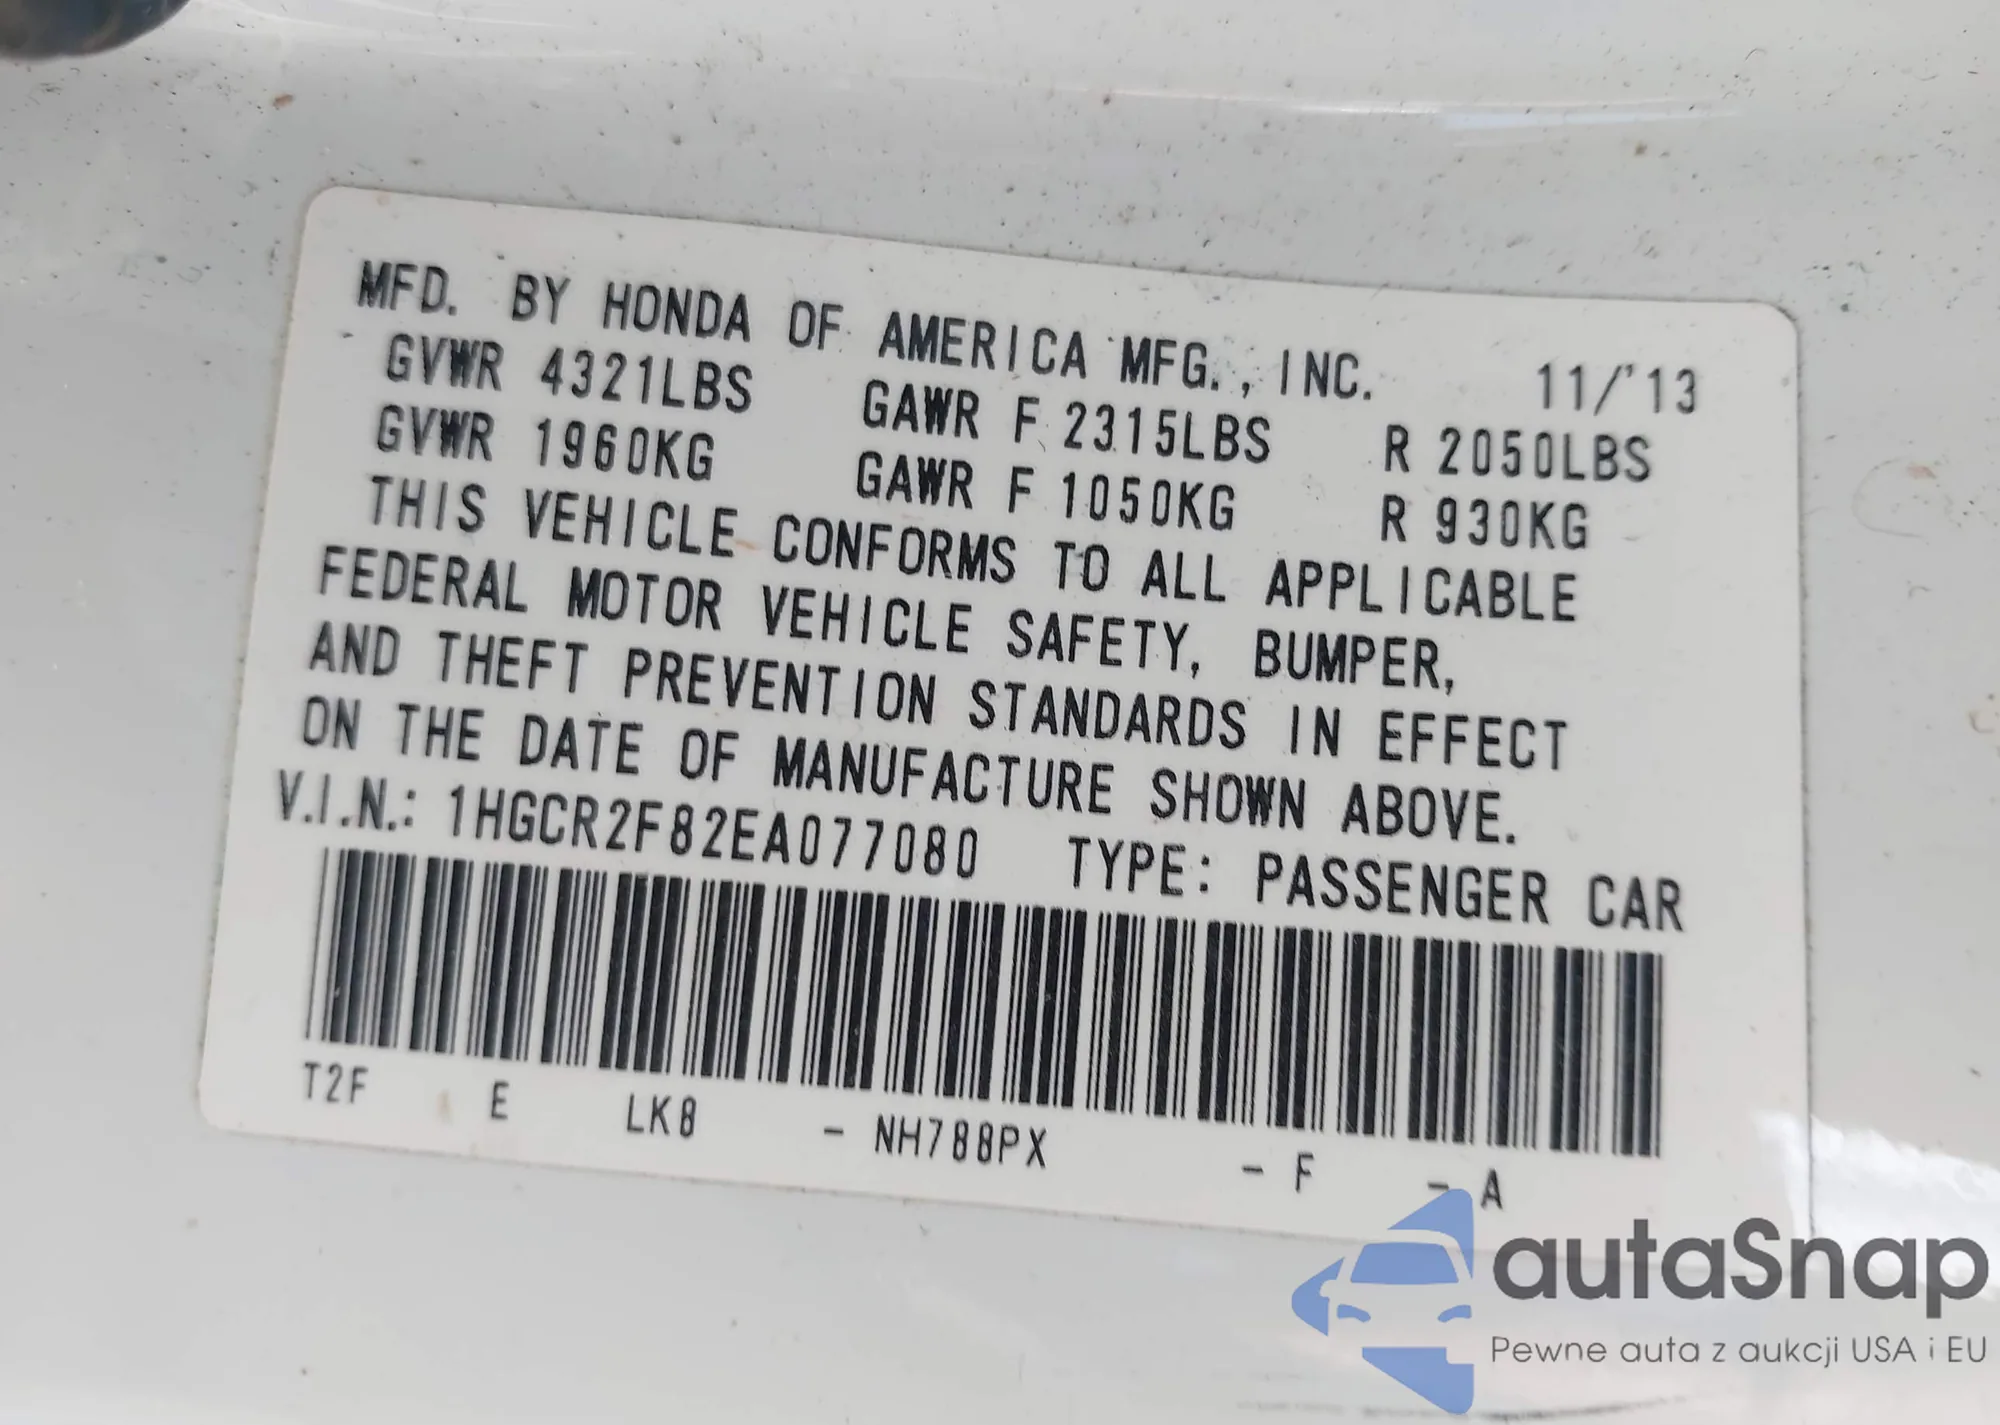 MFD. BY HONDA OF AMERICA MFG., INC. 11/'13
GVWR 4321LBS GAWR F 2315LBS R 2050LBS
GVWR 1960KG GAWR F 1050KG R 930KG
THIS VEHICLE CONFORMS TO ALL APPLICABLE
FEDERAL MOTOR VEHICLE SAFETY, BUMPER,
AND THEFT PREVENTION STANDARDS IN EFFECT
ON THE DATE OF MANUFACTURE SHOWN ABOVE.
V.I.N.: 1HGCR2F82EA077080 TYPE: PASSENGER CAR
T2F E LK8 - NH788PX - F - A
autaSnap
Pewne auta z aukcji USA i EU